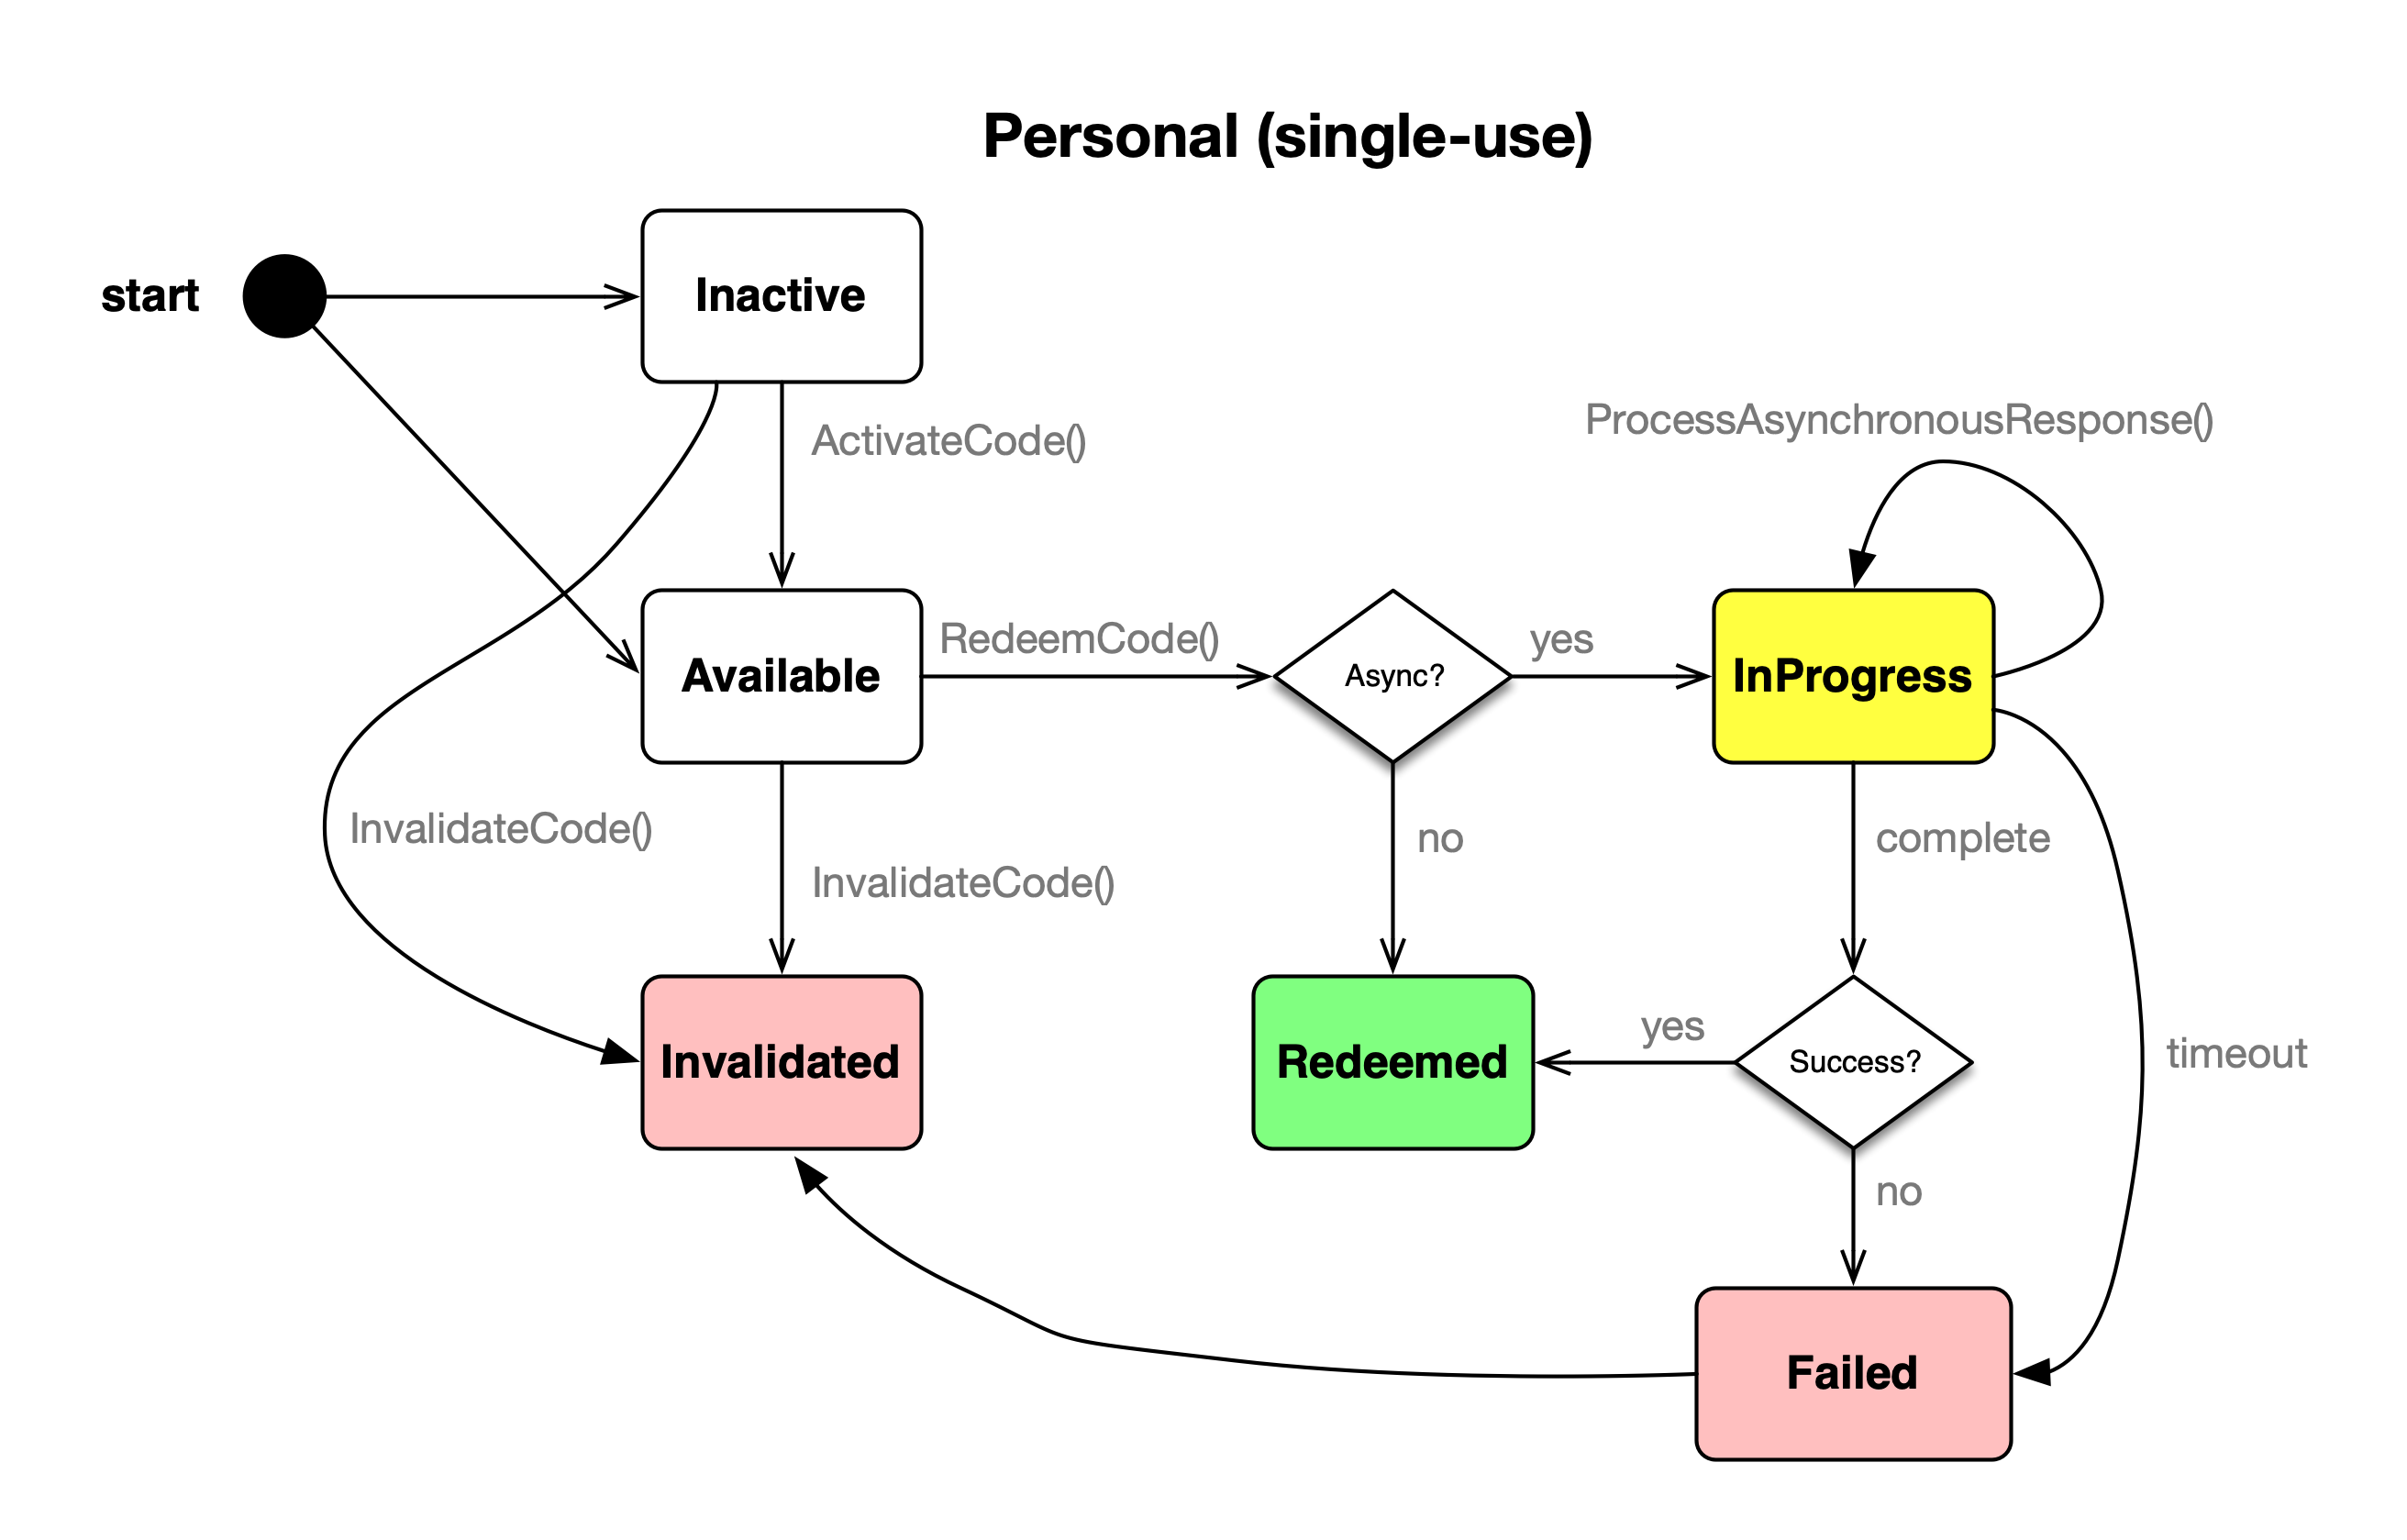 Personal (single-use)
start
Inactive
ActivateCode()
ProcessAsynchronousResponse()
Available
RedeemCode()
Async?
yes
InProgress
InvalidateCode()
InvalidateCode()
no
complete
Invalidated
Redeemed
yes
Success?
timeout
no
Failed